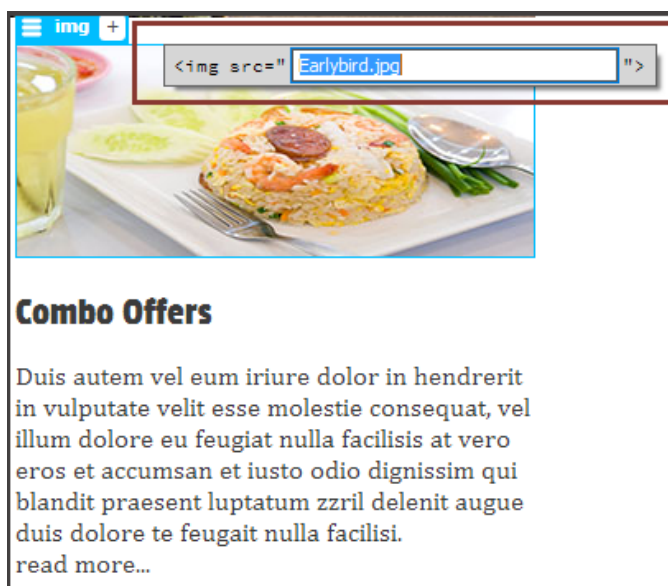 img +
<img src=" Earlybird.jpg ">
Combo Offers
Duis autem vel eum iriure dolor in hendrerit
in vulputate velit esse molestie consequat, vel
illum dolore eu feugiat nulla facilisis at vero
eros et accumsan et iusto odio dignissim qui
blandit praesent luptatum zzril delenit augue
duis dolore te feugait nulla facilisi.
read more...